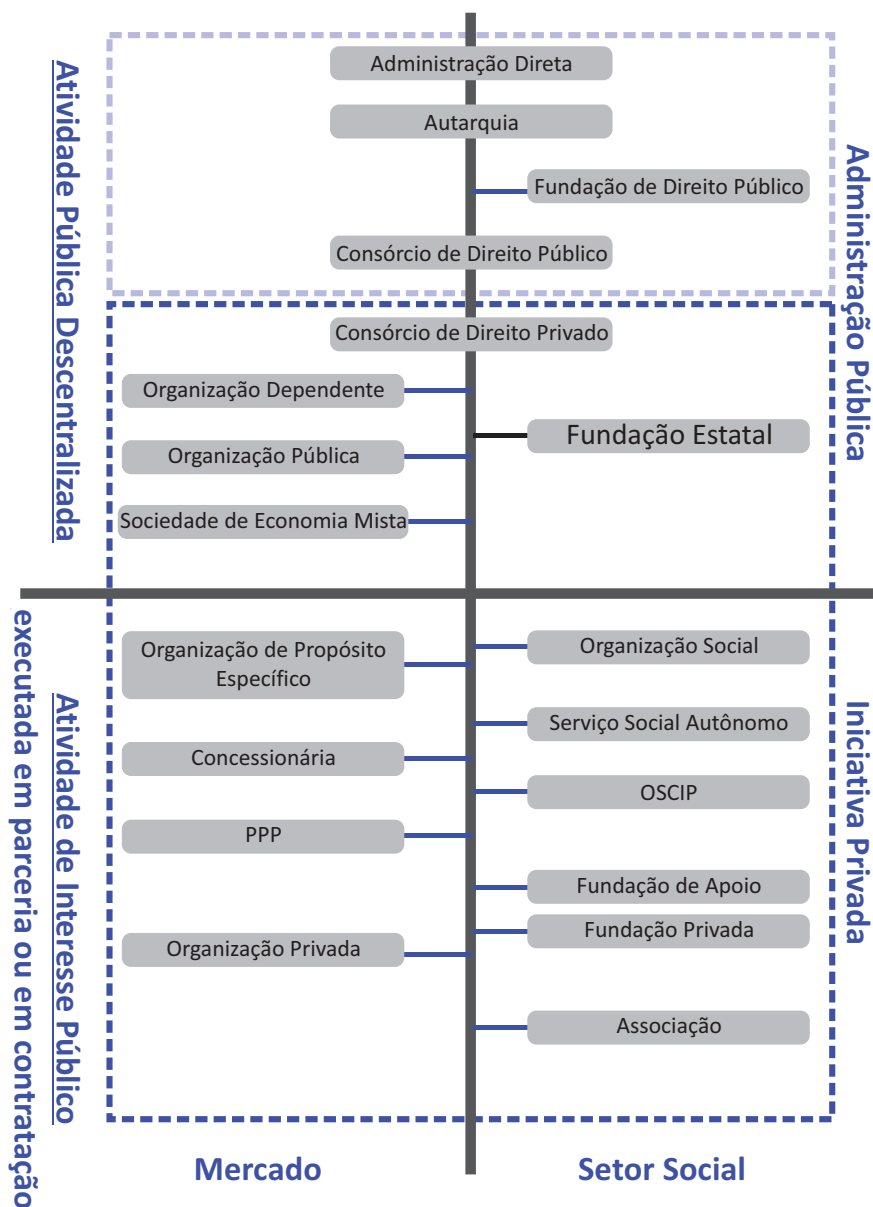 Atividade Pública Descentralizada
Administração Direta
Autarquia
Fundação de Direito Público
Consórcio de Direito Público
Administração Pública
Consórcio de Direito Privado
Organização Dependente
Fundação Estatal
Organização Pública
Sociedade de Economia Mista
Atividade de Interesse Público
executada em parceria ou em contratação
Organização de Propósito
Específico
Organização Social
Serviço Social Autônomo
Concessionária
OSCIP
PPP
Fundação de Apoio
Fundação Privada
Organização Privada
Associação
Iniciativa Privada
Mercado
Setor Social